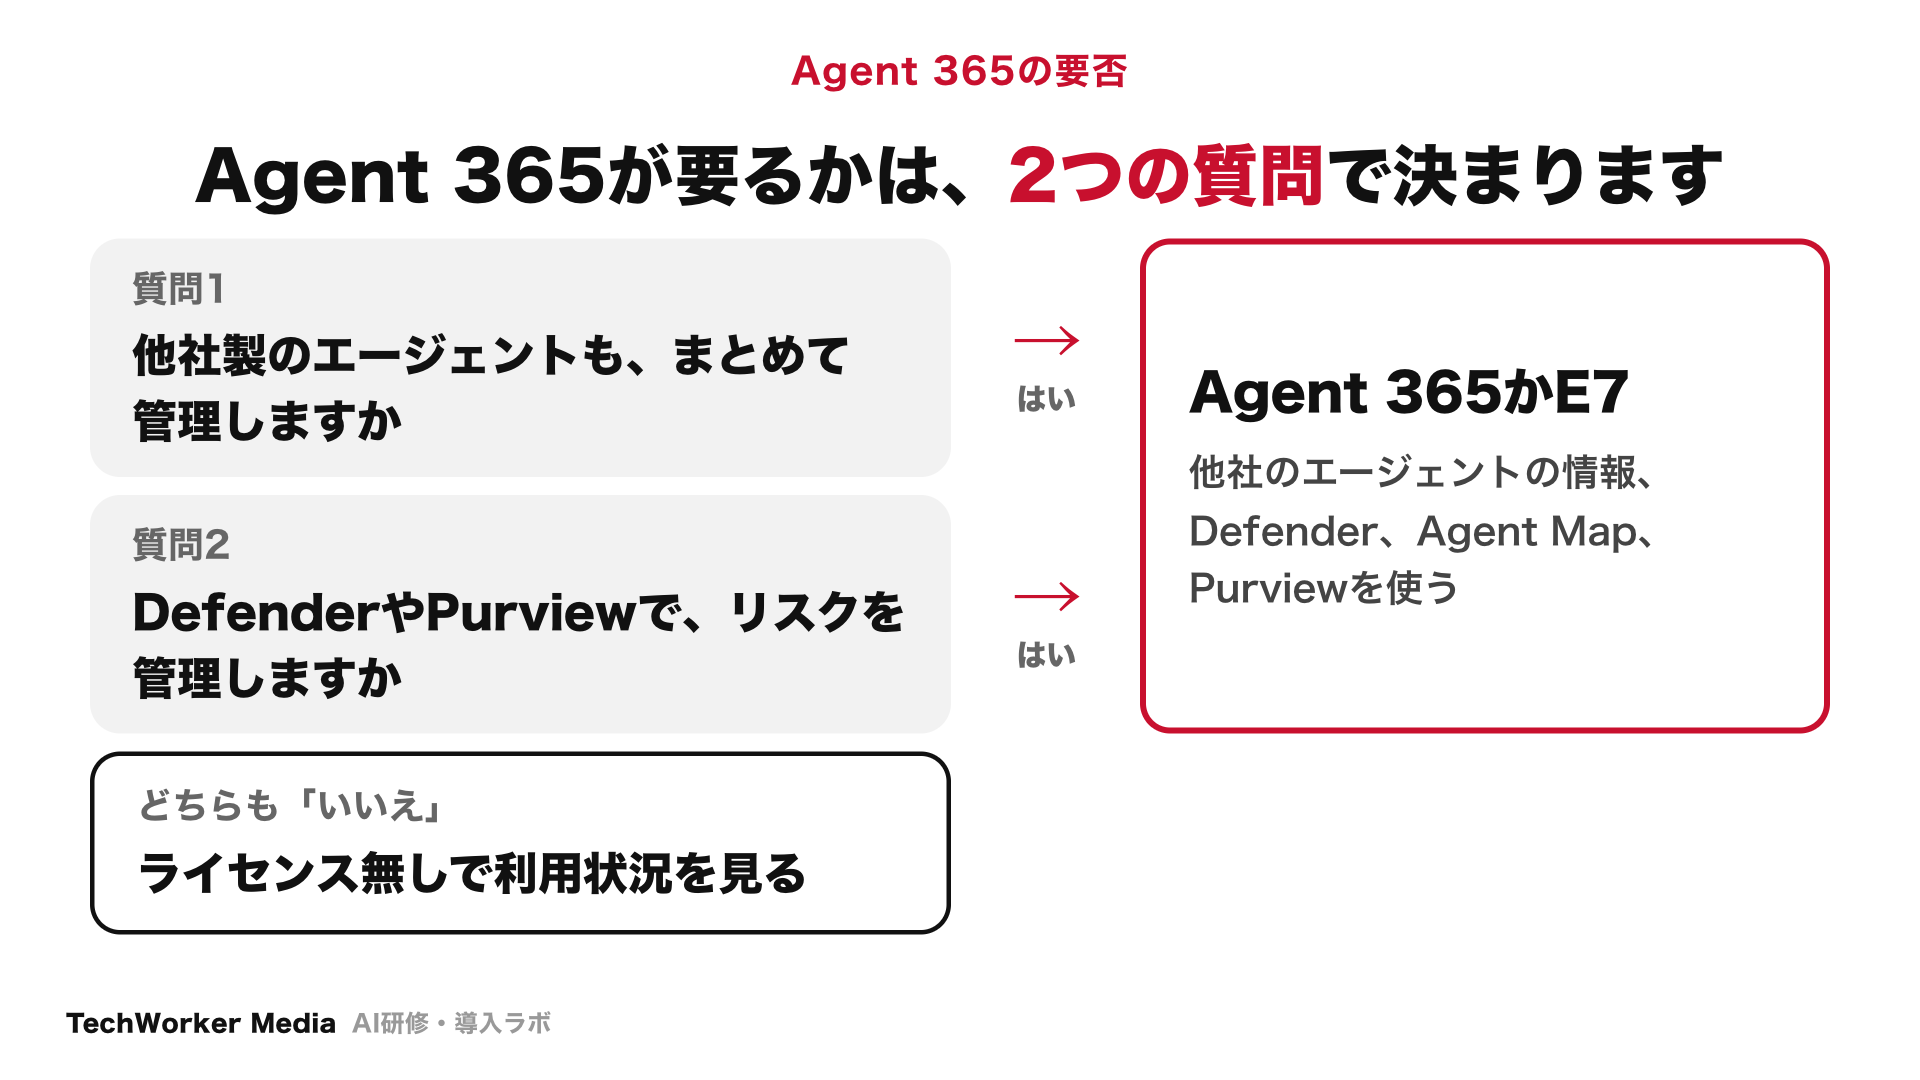 Agent 365の要否
Agent 365が要るかは、2つの質問で決まります
質問1
他社製のエージェントも、まとめて
管理しますか
→
はい
質問2
DefenderやPurviewで、リスクを
管理しますか
→
はい
Agent 365かE7
他社のエージェントの情報、
Defender、Agent Map、
Purviewを使う
どちらも「いいえ」
ライセンス無しで利用状況を見る
TechWorker Media AI研修・導入ラボ